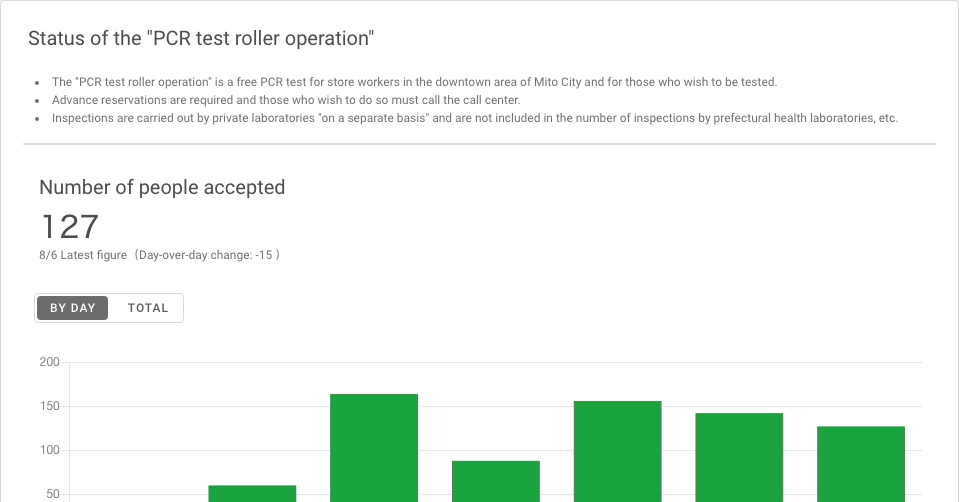 Status of the "PCR test roller operation"
The "PCR test roller operation" is a free PCR test for store workers in the downtown area of Mito City and for those who wish to be tested.
Advance reservations are required and those who wish to do so must call the call center.
Inspections are carried out by private laboratories "on a separate basis" and are not included in the number of inspections by prefectural health laboratories, etc.
Number of people accepted
127
8/6 Latest figure（Day-over-day change: -15 ）
BY DAY TOTAL
200
150
100
50